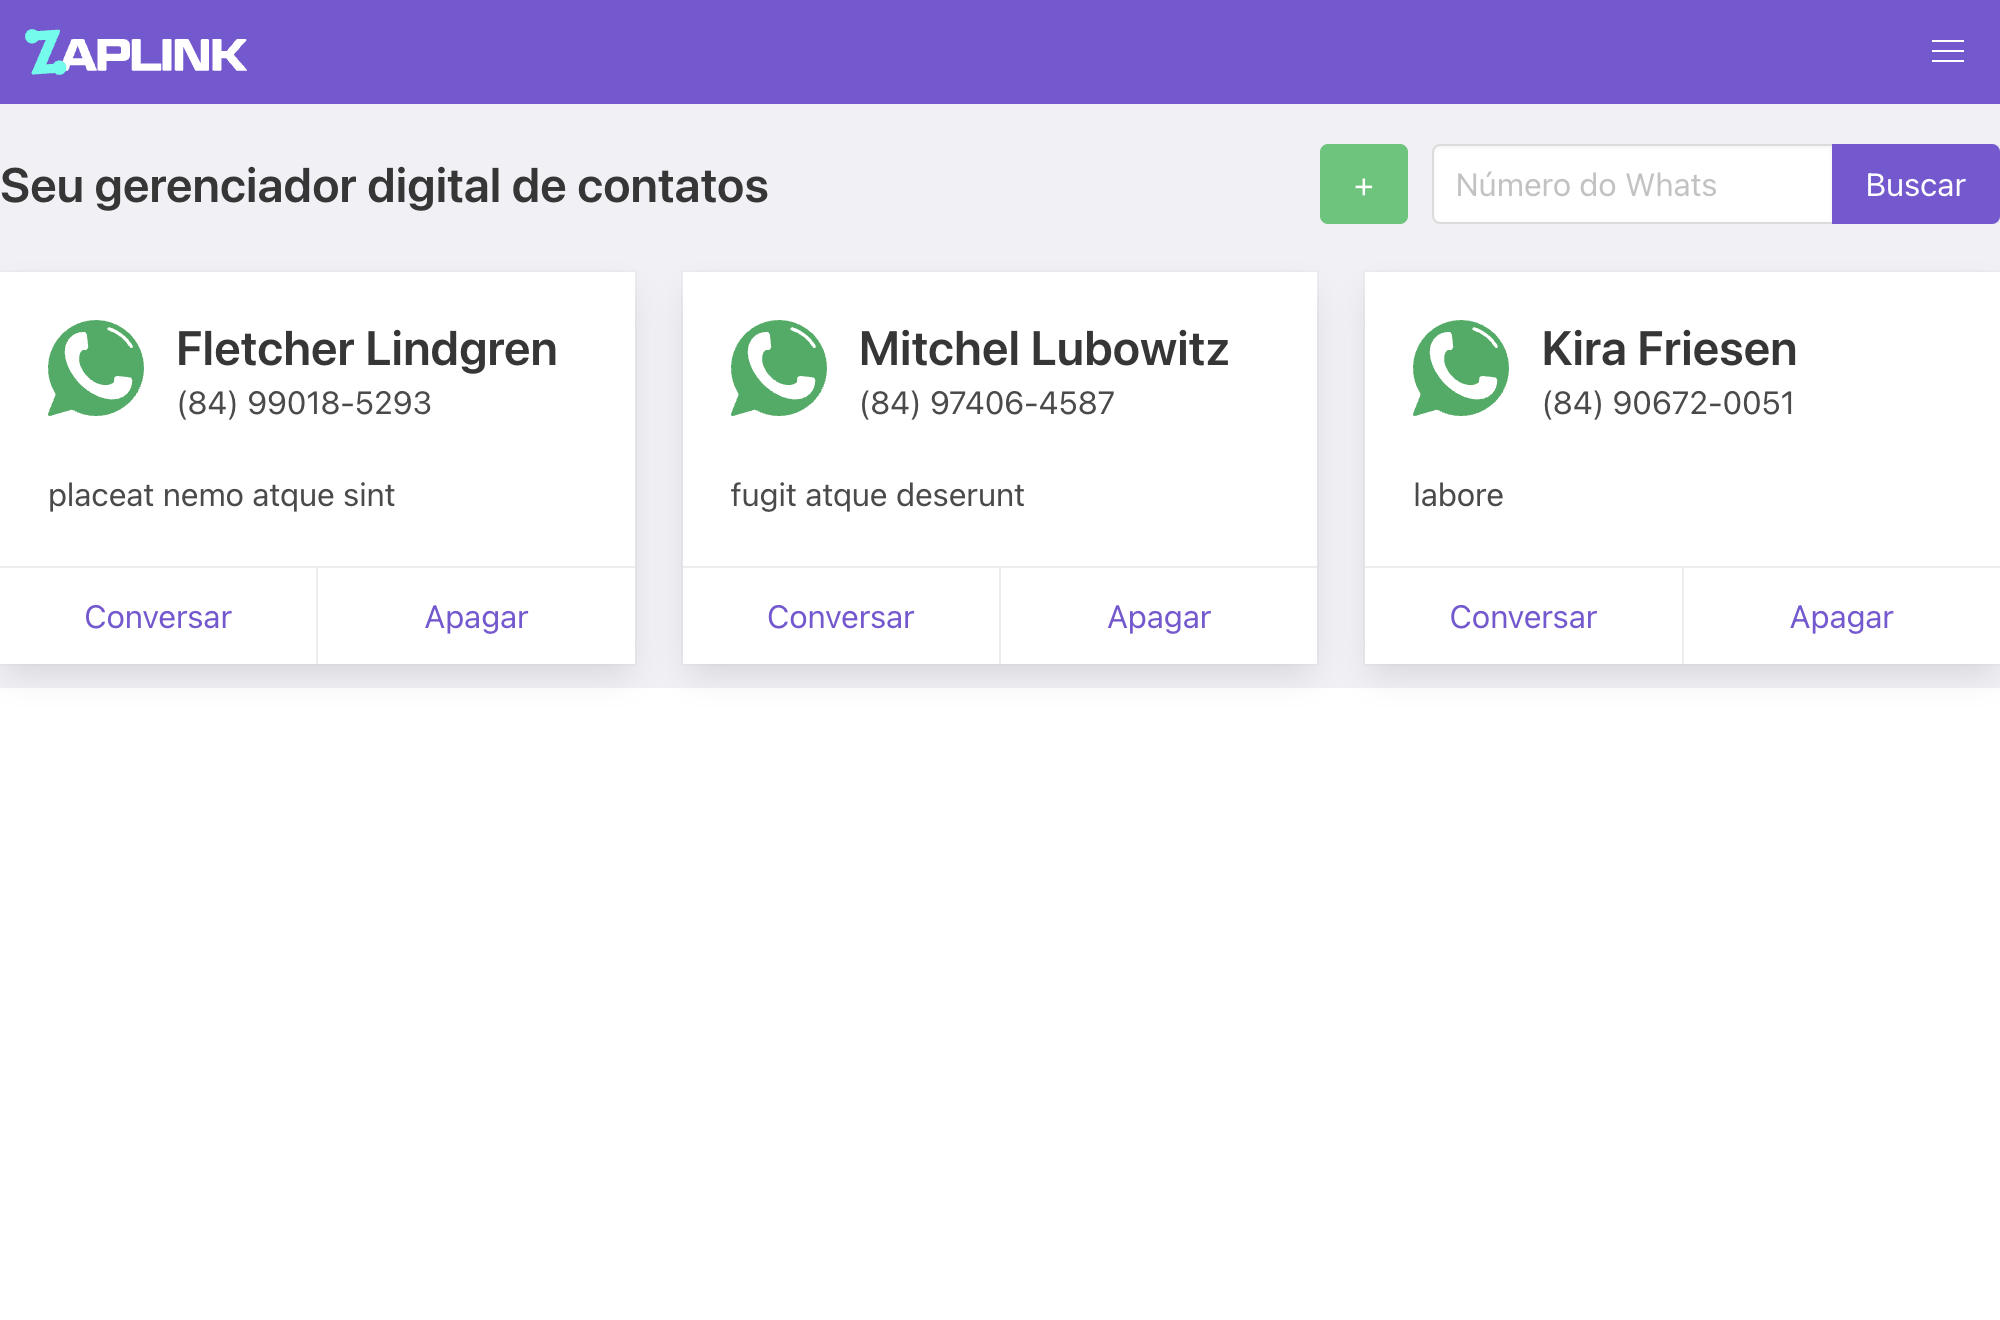 ZAPLINK
Seu gerenciador digital de contatos
+
Número do Whats
Buscar
Fletcher Lindgren
(84) 99018-5293
placeat nemo atque sint
Conversar
Apagar
Mitchel Lubowitz
(84) 97406-4587
fugit atque deserunt
Conversar
Apagar
Kira Friesen
(84) 90672-0051
labore
Conversar
Apagar